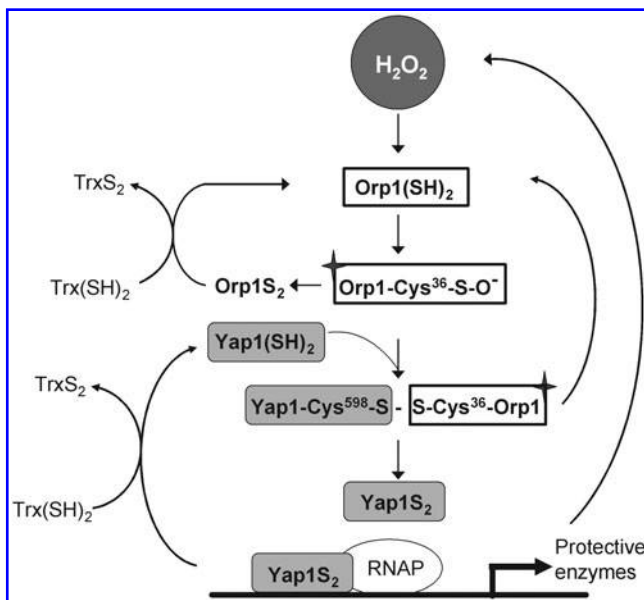 H₂O₂
TrxS₂
Orp1(SH)₂
Trx(SH)₂
Orp1S₂
Orp1-Cys³⁶-S-O⁻
Yap1(SH)₂
TrxS₂
Yap1-Cys⁵⁹⁸-S - S-Cys³⁶-Orp1
Trx(SH)₂
Yap1S₂
Yap1S₂
RNAP
Protective
enzymes